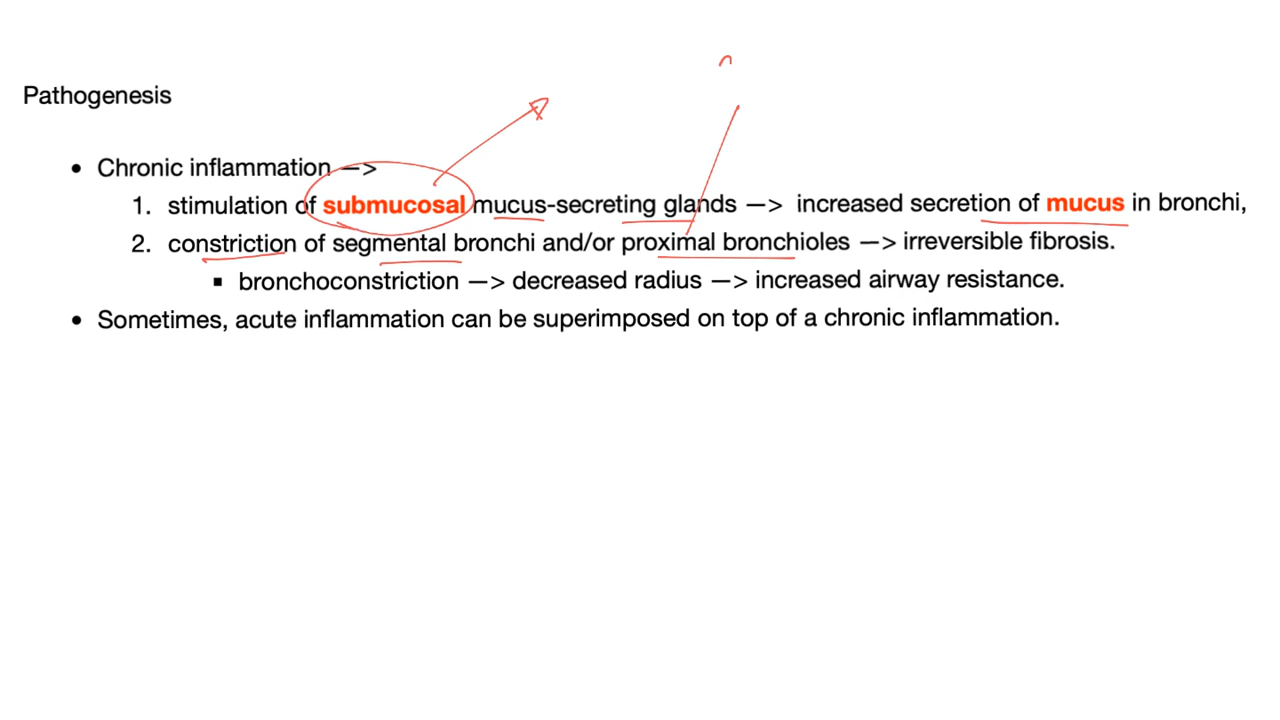 Pathogenesis
• Chronic inflammation —>
1. stimulation of submucosal mucus-secreting glands —> increased secretion of mucus in bronchi,
2. constriction of segmental bronchi and/or proximal bronchioles —> irreversible fibrosis.
▪ bronchoconstriction —> decreased radius —> increased airway resistance.
• Sometimes, acute inflammation can be superimposed on top of a chronic inflammation.